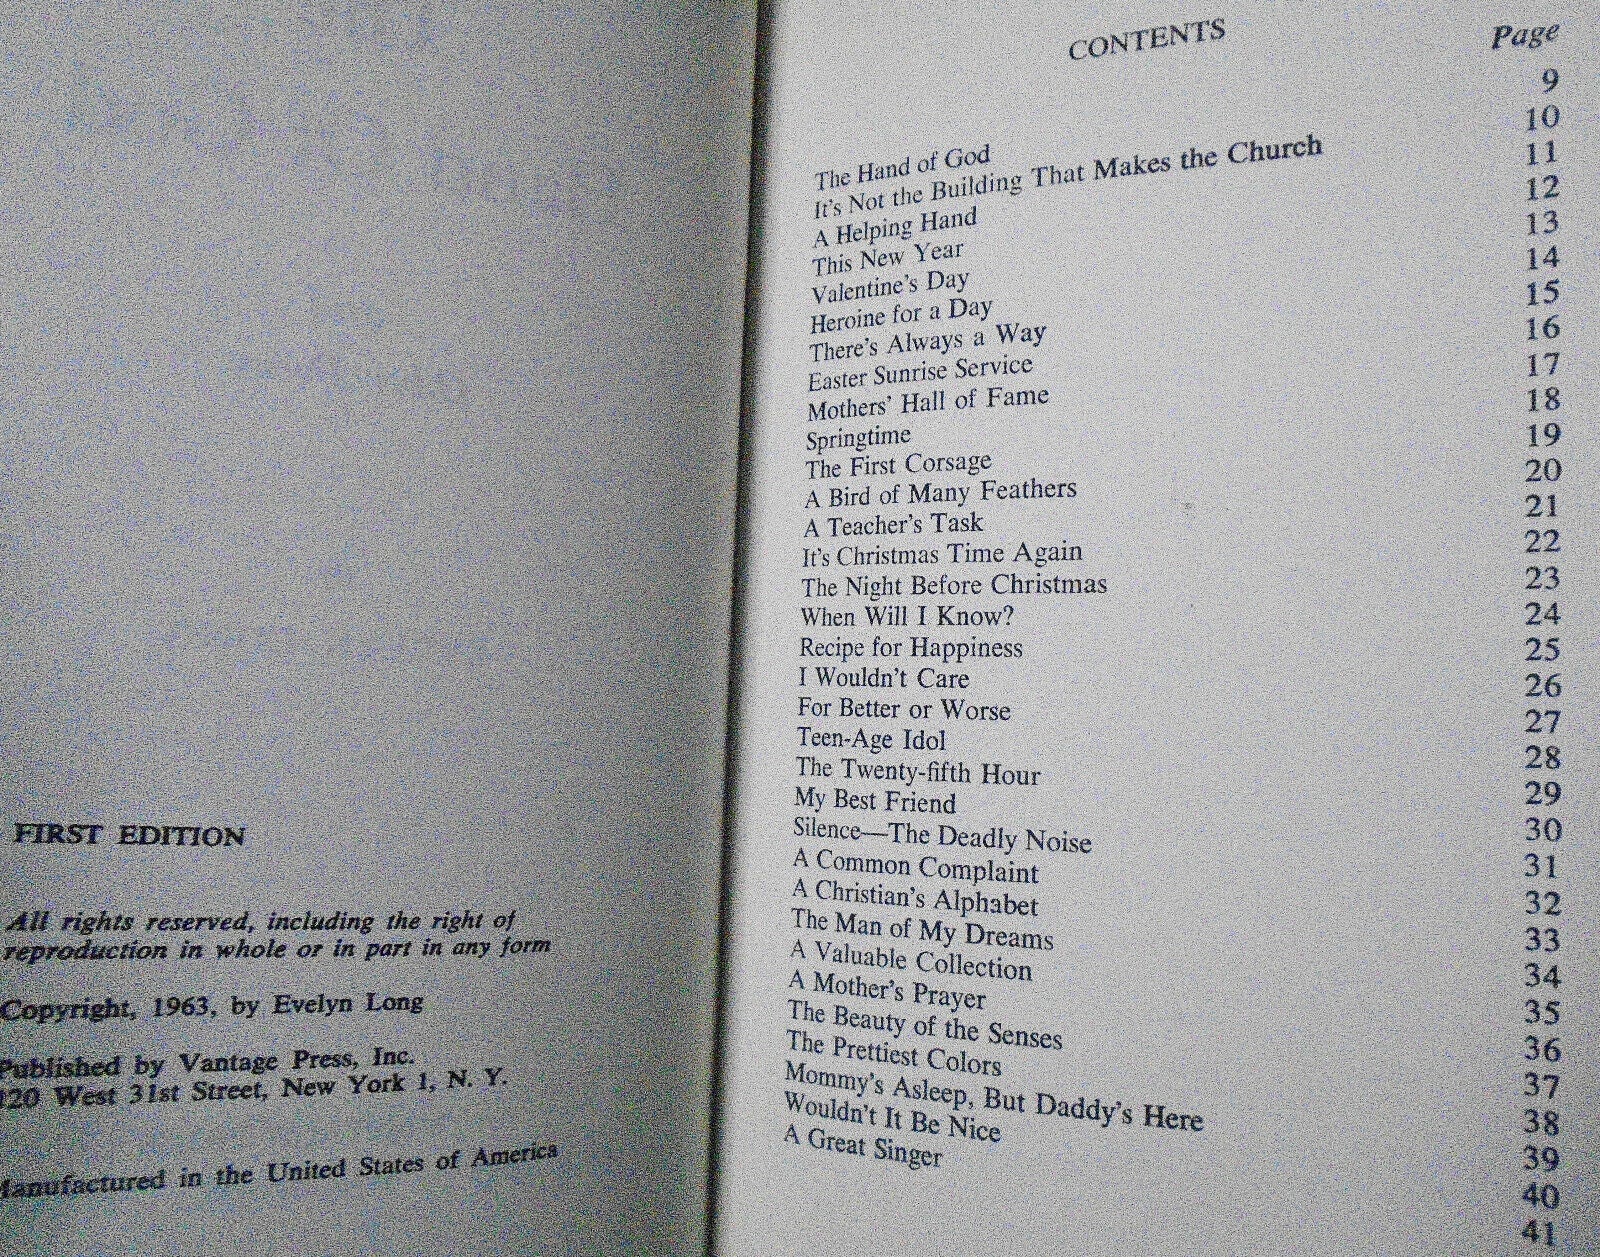 FIRST EDITION
All rights reserved, including the right of
reproduction in whole or in part in any form
Copyright, 1963, by Evelyn Long
Published by Vantage Press, Inc.
120 West 31st Street, New York 1, N. Y.
Manufactured in the United States of America
CONTENTS
Page
The Hand of God 9
It's Not the Building That Makes the Church 10
A Helping Hand 11
This New Year 12
Valentine's Day 13
Heroine for a Day 14
There's Always a Way 15
Easter Sunrise Service 16
Mothers' Hall of Fame 17
Springtime 18
The First Corsage 19
A Bird of Many Feathers 20
A Teacher's Task 21
It's Christmas Time Again 22
The Night Before Christmas 23
When Will I Know? 24
Recipe for Happiness 25
I Wouldn't Care 26
For Better or Worse 27
Teen-Age Idol 28
The Twenty-fifth Hour 29
My Best Friend 30
Silence—The Deadly Noise 31
A Common Complaint 32
A Christian's Alphabet 33
The Man of My Dreams 34
A Valuable Collection 35
A Mother's Prayer 36
The Beauty of the Senses 37
The Prettiest Colors 38
Mommy's Asleep, But Daddy's Here 39
Wouldn't It Be Nice 40
A Great Singer 41